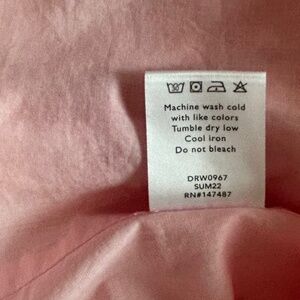 Machine wash cold
with like colors
Tumble dry low
Cool iron
Do not bleach
DRW0967
SUM22
RN#147487